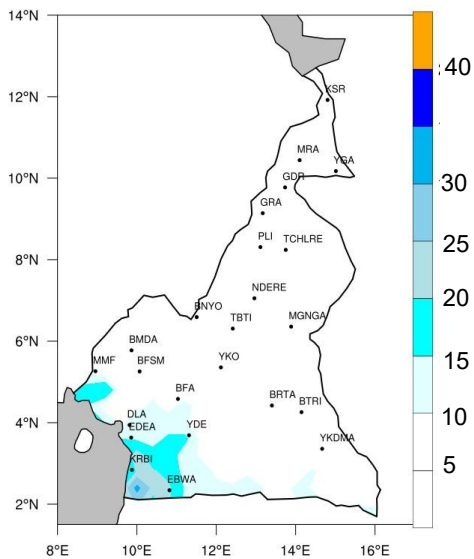 14°N
12°N
10°N
8°N
6°N
4°N
2°N
KSR
MRA
YGA
GDR
GRA
PLI
TCHLRE
NDERE
BNYO
TBTI
MGNGA
BMDA
MMF
BFSM
YKO
BFA
BRTA
BTRI
DLA
EDEA
YDE
YKDMA
KRBI
EBWA
8°E
10°E
12°E
14°E
16°E
40
35
30
25
20
15
10
5